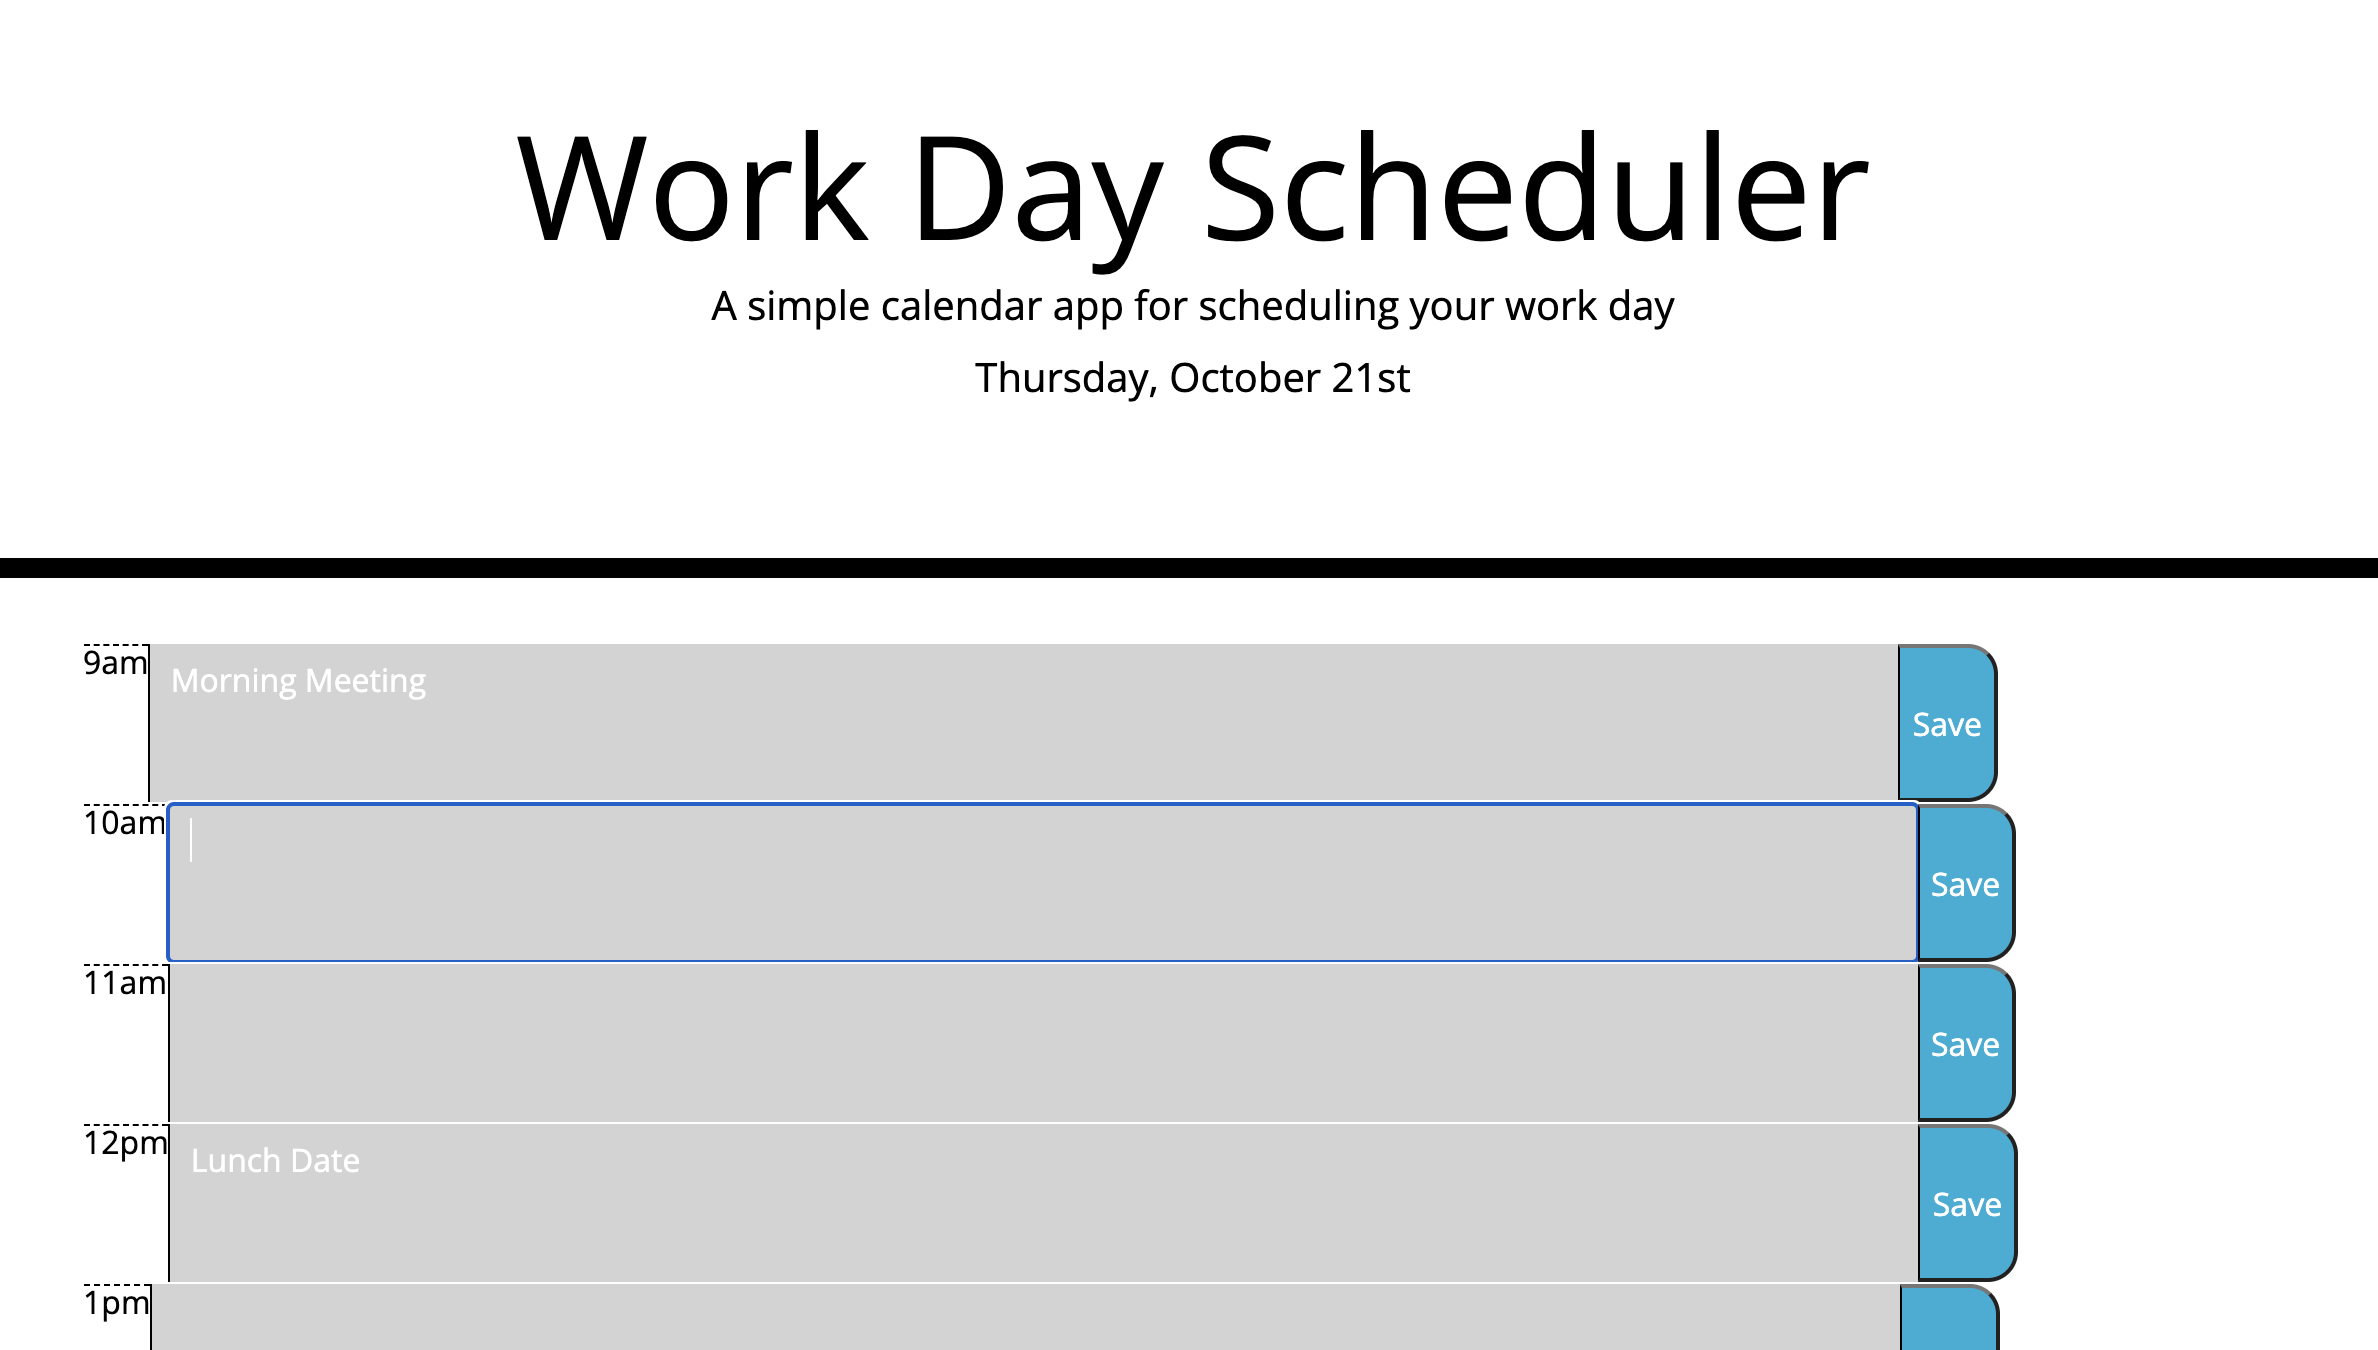 Work Day Scheduler
A simple calendar app for scheduling your work day
Thursday, October 21st
9am Morning Meeting Save
10am Save
11am Save
12pm Lunch Date Save
1pm